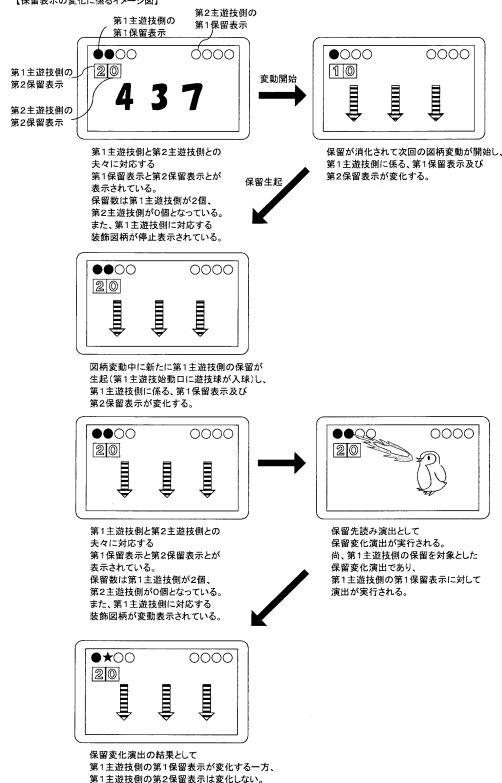 【保留表示の変化に係るイメージ図】
第1主遊技側の
第1保留表示
第2主遊技側の
第1保留表示
第1主遊技側の
第2保留表示
第2主遊技側の
第2保留表示
20
4 3 7
変動開始
10
第1主遊技側と第2主遊技側との
夫々に対応する
第1保留表示と第2保留表示とが
表示されている。
保留数は第1主遊技側が2個、
第2主遊技側が0個となっている。
また、第1主遊技側に対応する
装飾図柄が停止表示されている。
保留が消化されて次回の図柄変動が開始し、
第1主遊技側に係る、第1保留表示及び
第2保留表示が変化する。
保留生起
20
図柄変動中に新たに第1主遊技側の保留が
生起(第1主遊技始動口に遊技球が入球)し、
第1主遊技側に係る、第1保留表示及び
第2保留表示が変化する。
20
20
第1主遊技側と第2主遊技側との
夫々に対応する
第1保留表示と第2保留表示とが
表示されている。
保留数は第1主遊技側が2個、
第2主遊技側が0個となっている。
また、第1主遊技側に対応する
装飾図柄が変動表示されている。
保留先読み演出として
保留変化演出が実行される。
尚、第1主遊技側の保留を対象とした
保留変化演出であり、
第1主遊技側の第1保留表示に対して
演出が実行される。
20
保留変化演出の結果として
第1主遊技側の第1保留表示が変化する一方、
第1主遊技側の第2保留表示は変化しない。